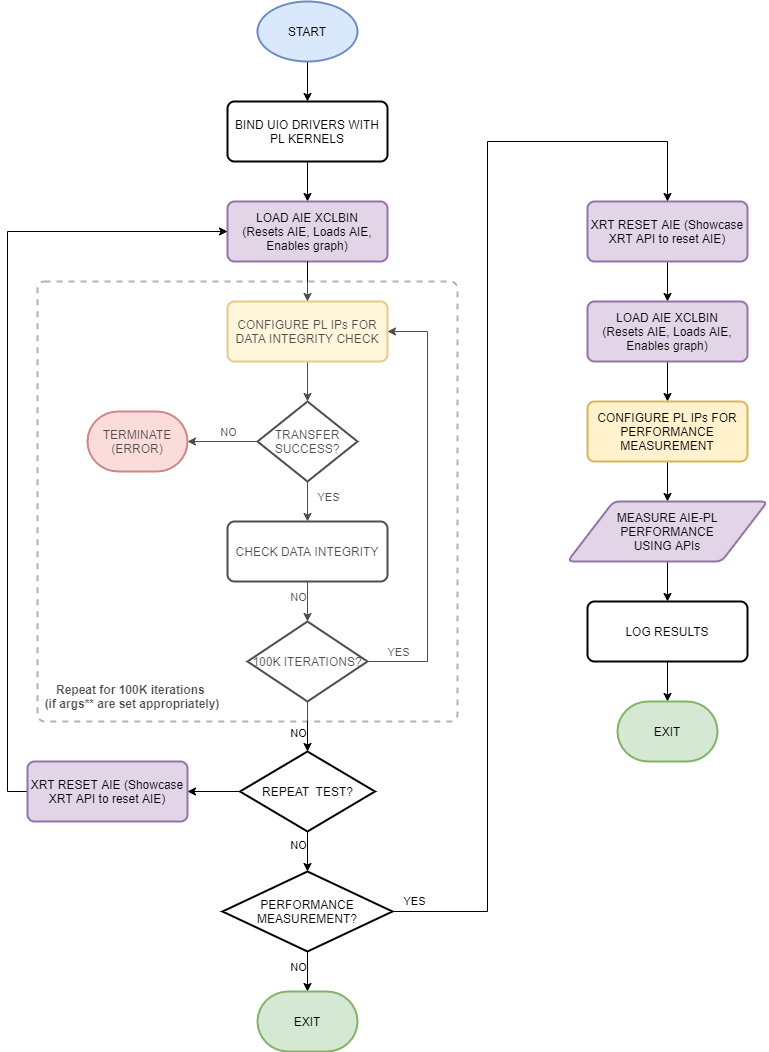 START
BIND UIO DRIVERS WITH
PL KERNELS
LOAD AIE XCLBIN
(Resets AIE, Loads AIE,
Enables graph)
CONFIGURE PL IPs FOR
DATA INTEGRITY CHECK
TRANSFER
SUCCESS?
NO
TERMINATE
(ERROR)
YES
CHECK DATA INTEGRITY
NO
100K ITERATIONS?
YES
Repeat for 100K iterations
(if args** are set appropriately)
NO
REPEAT TEST?
XRT RESET AIE (Showcase
XRT API to reset AIE)
NO
PERFORMANCE
MEASUREMENT?
YES
NO
EXIT
XRT RESET AIE (Showcase
XRT API to reset AIE)
LOAD AIE XCLBIN
(Resets AIE, Loads AIE,
Enables graph)
CONFIGURE PL IPs FOR
PERFORMANCE
MEASUREMENT
MEASURE AIE-PL
PERFORMANCE
USING APIs
LOG RESULTS
EXIT